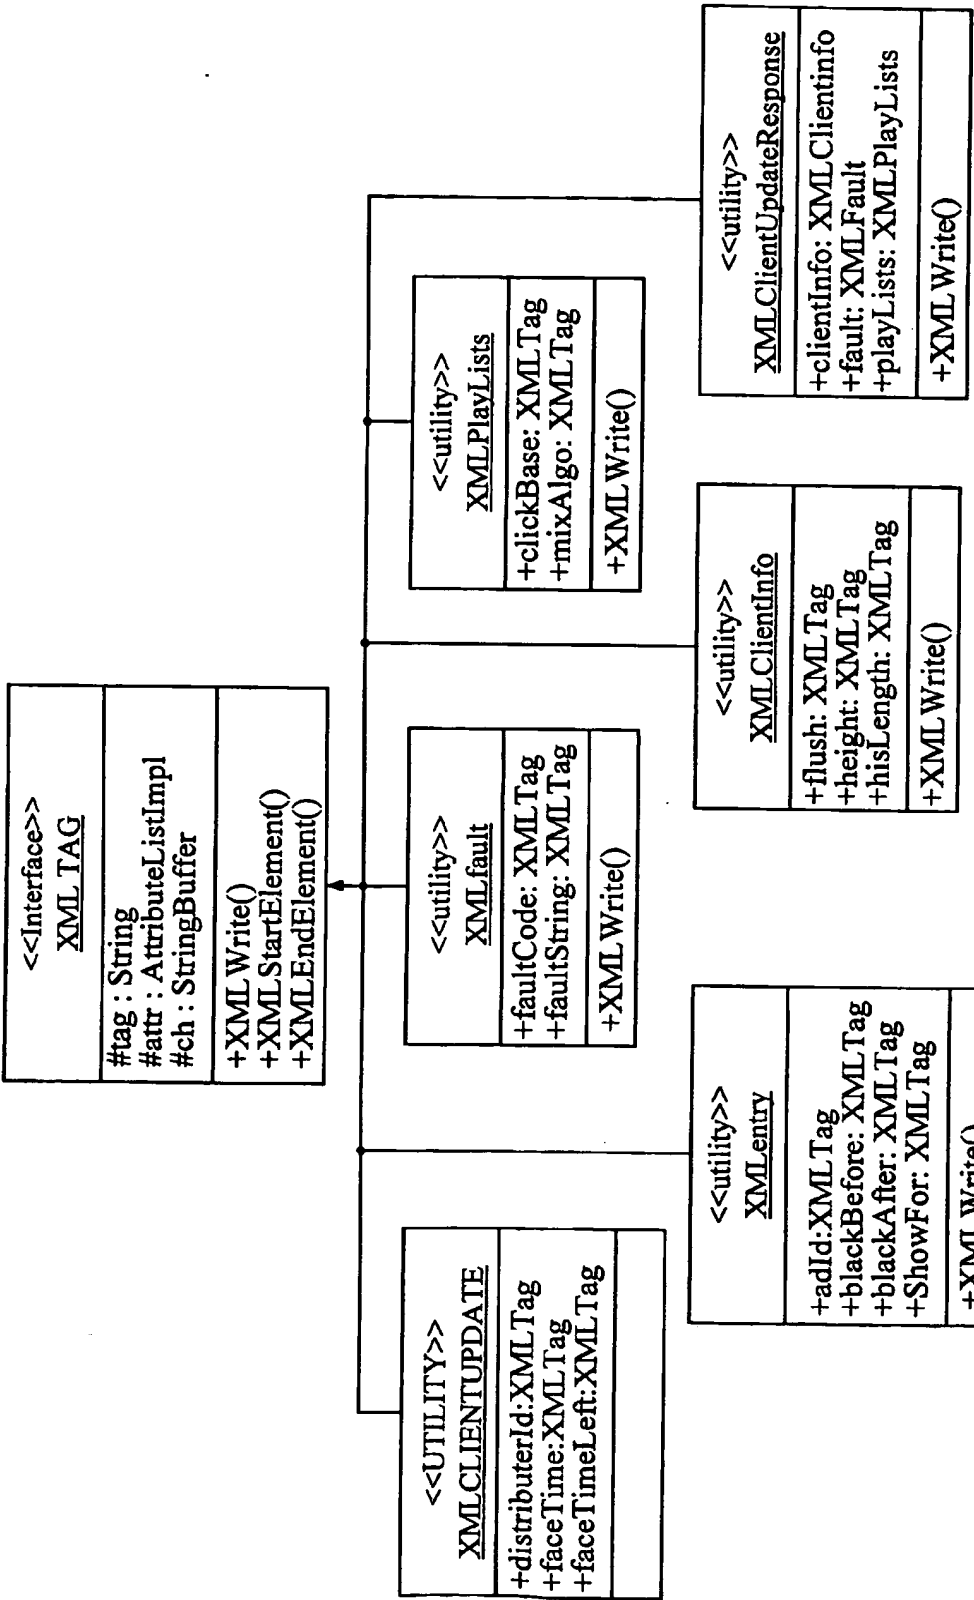 <<Interface>>
XML TAG
#tag : String
#attr : AttributeListImpl
#ch : StringBuffer
+XMLWrite()
+XMLStartElement()
+XMLEndElement()
<<UTILITY>>
XMLCLIENTUPDATE
+distributerId:XMLTag
+faceTime:XMLTag
+faceTimeLeft:XMLTag
<<utility>>
XMLfault
+faultCode: XMLTag
+faultString: XMLTag
+XMLWrite()
<<utility>>
XMLPlayLists
+clickBase: XMLTag
+mixAlgo: XMLTag
+XMLWrite()
<<utility>>
XMLentry
+adId:XMLTag
+blackBefore: XMLTag
+blackAfter: XMLTag
+ShowFor: XMLTag
+XMLWrite()
<<utility>>
XMLClientInfo
+flush: XMLTag
+height: XMLTag
+hisLength: XMLTag
+XMLWrite()
<<utility>>
XMLClientUpdateResponse
+clientInfo: XMLClientinfo
+fault: XMLFault
+playLists: XMLPlayLists
+XMLWrite()